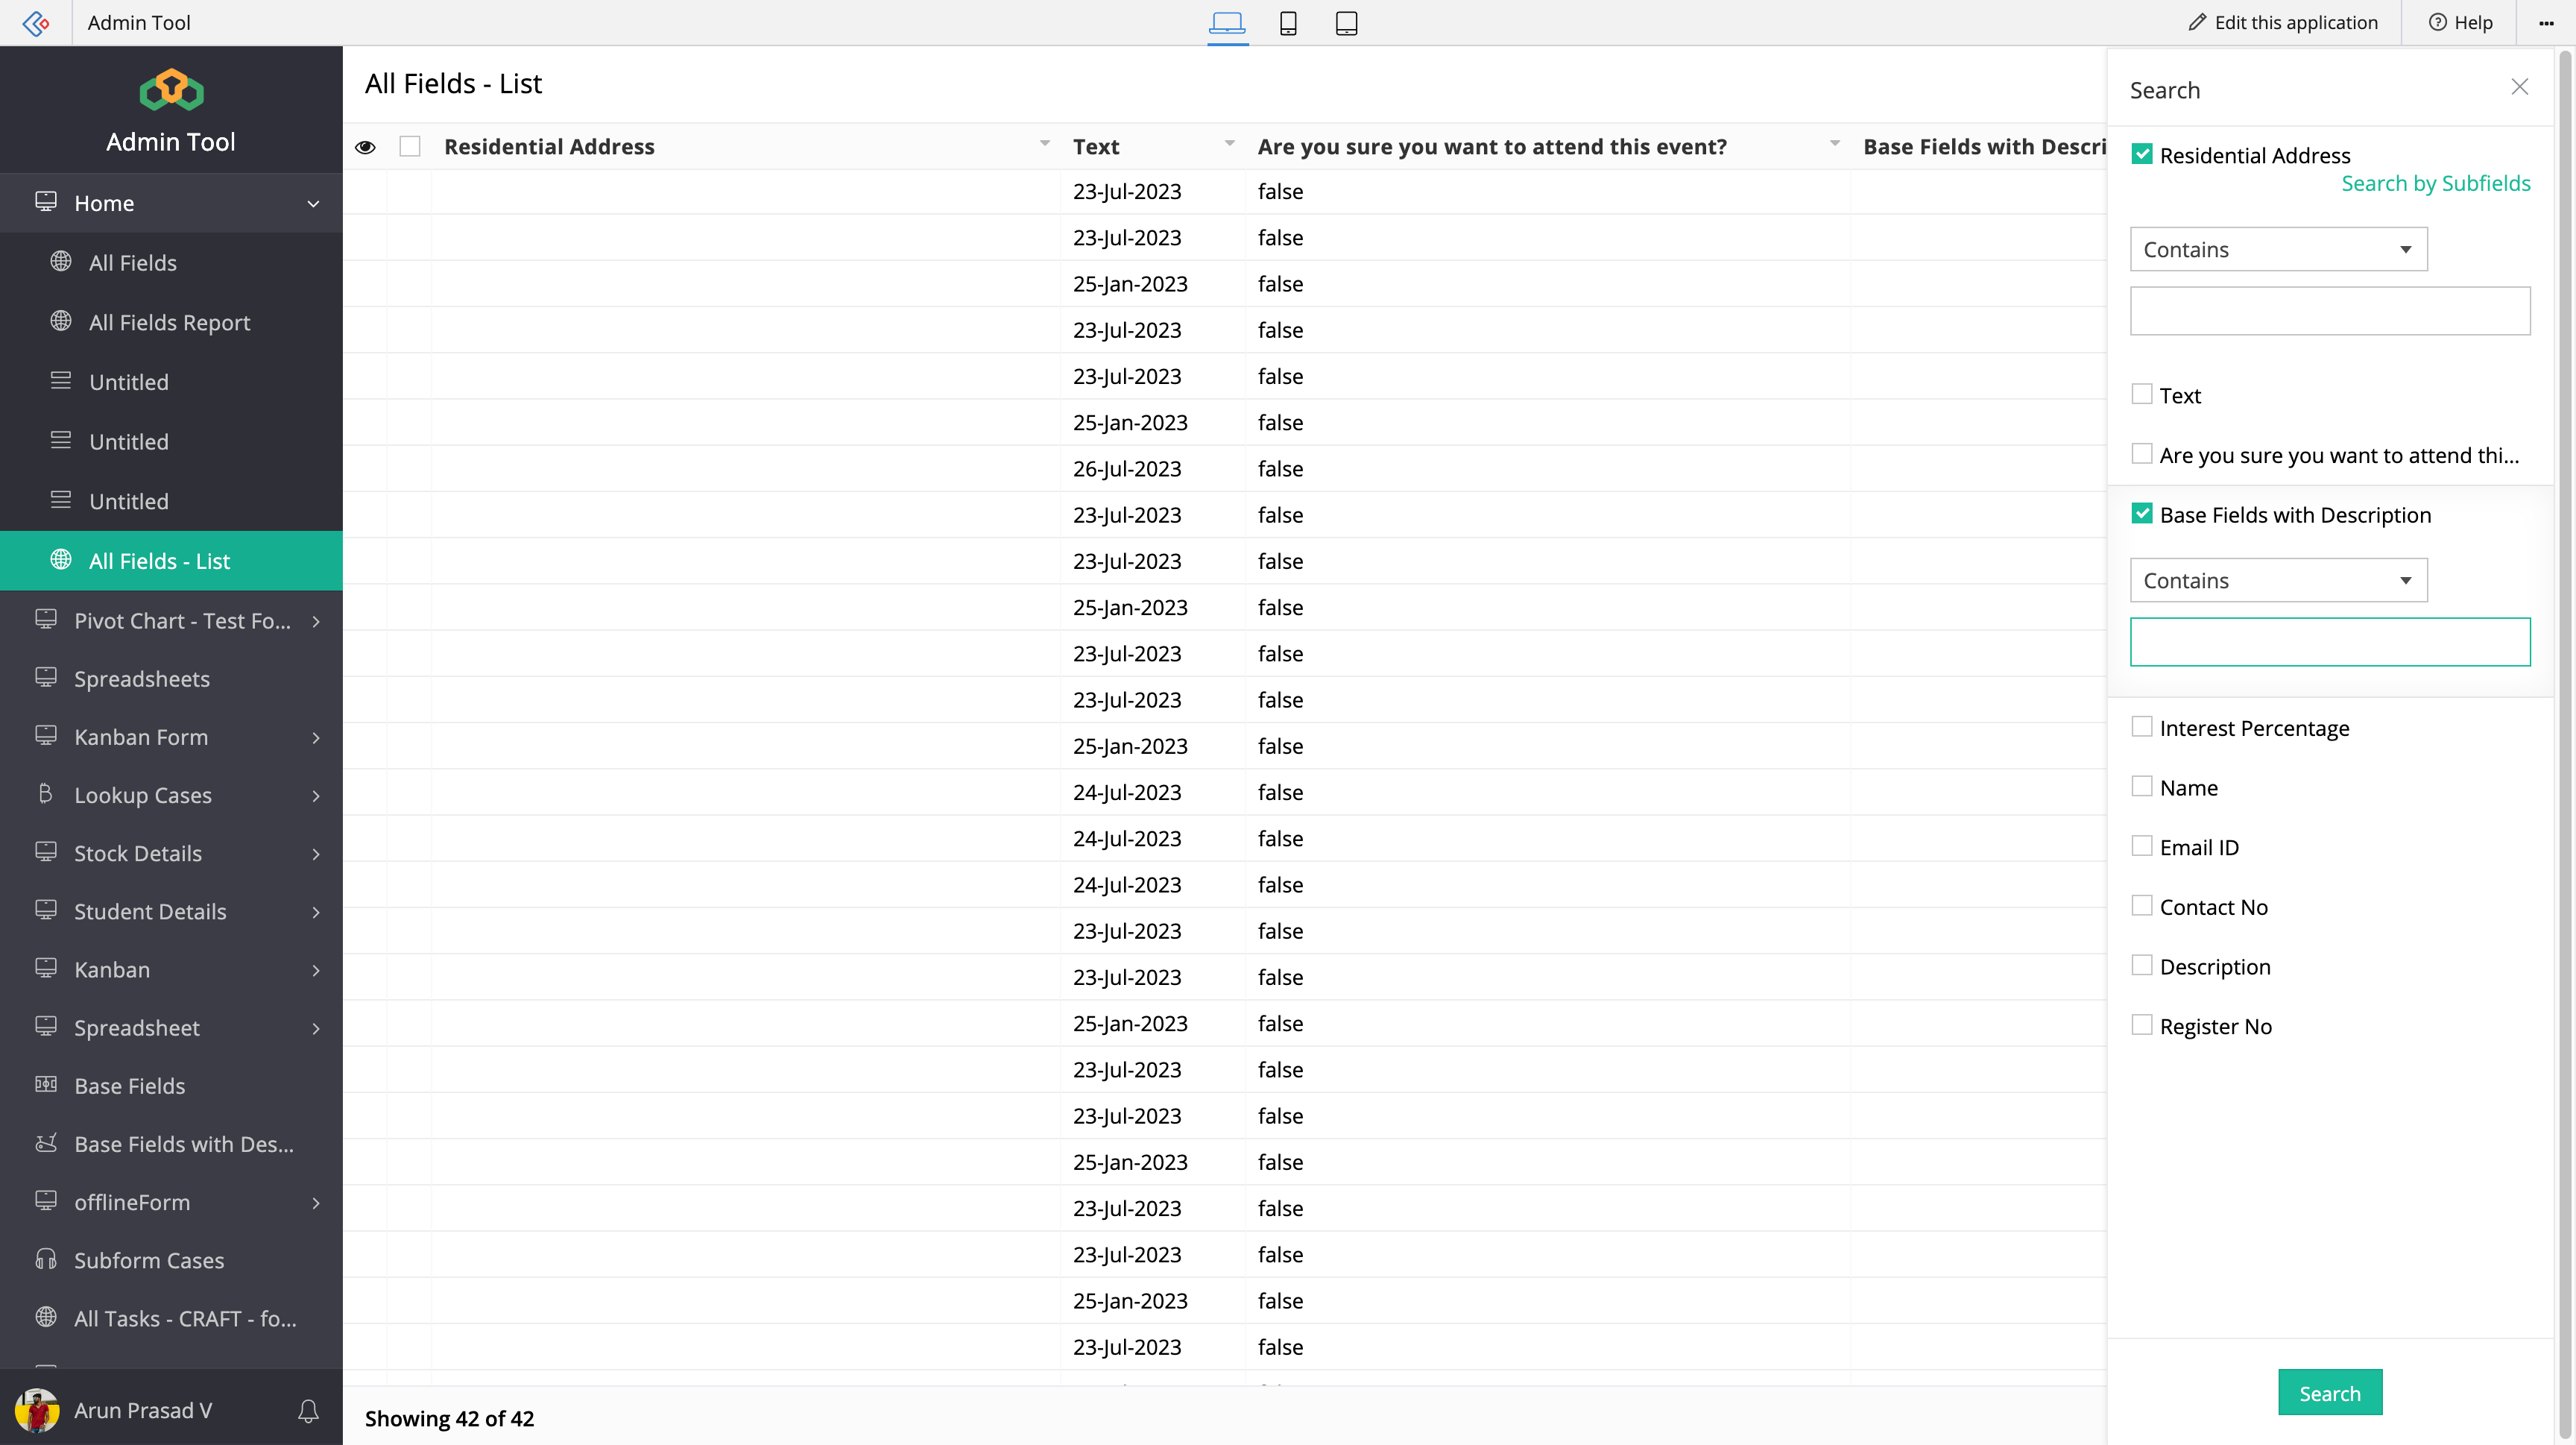 Admin Tool
Edit this application
Help
Admin Tool
Home
All Fields
All Fields Report
Untitled
Untitled
Untitled
All Fields - List
Pivot Chart - Test Fo...
Spreadsheets
Kanban Form
Lookup Cases
Stock Details
Student Details
Kanban
Spreadsheet
Base Fields
Base Fields with Des...
offlineForm
Subform Cases
All Tasks - CRAFT - fo...
Arun Prasad V
All Fields - List
Residential Address Text Are you sure you want to attend this event? Base Fields with Descri
23-Jul-2023 false
23-Jul-2023 false
25-Jan-2023 false
23-Jul-2023 false
23-Jul-2023 false
25-Jan-2023 false
26-Jul-2023 false
23-Jul-2023 false
23-Jul-2023 false
25-Jan-2023 false
23-Jul-2023 false
23-Jul-2023 false
25-Jan-2023 false
24-Jul-2023 false
24-Jul-2023 false
24-Jul-2023 false
23-Jul-2023 false
23-Jul-2023 false
25-Jan-2023 false
23-Jul-2023 false
23-Jul-2023 false
25-Jan-2023 false
23-Jul-2023 false
23-Jul-2023 false
25-Jan-2023 false
23-Jul-2023 false
Showing 42 of 42
Search
Residential Address
Search by Subfields
Contains
Text
Are you sure you want to attend thi...
Base Fields with Description
Contains
Interest Percentage
Name
Email ID
Contact No
Description
Register No
Search